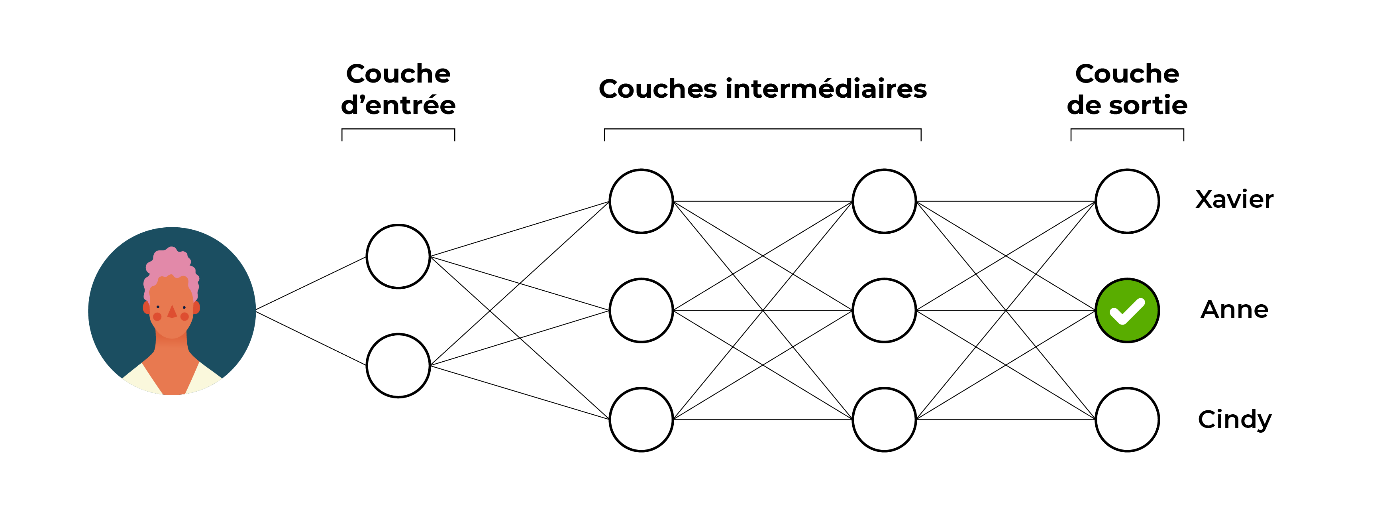 Couche
d’entrée
Couches intermédiaires
Couche
de sortie
Xavier
Anne
Cindy